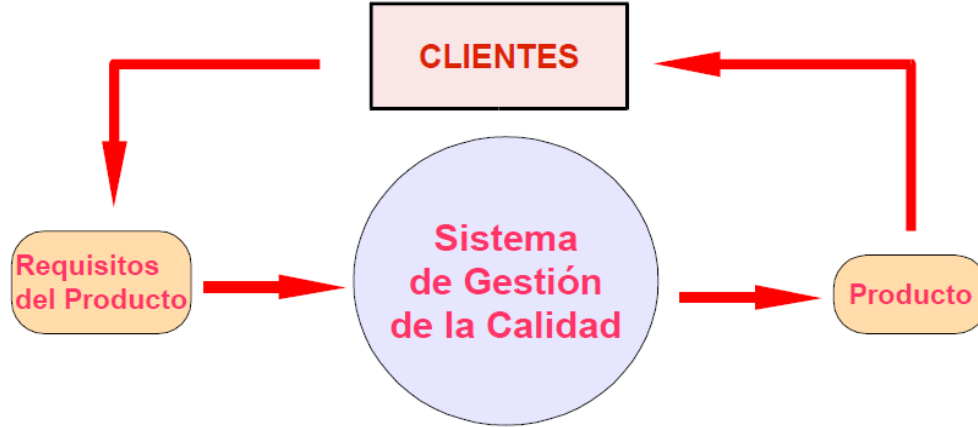 CLIENTES
Requisitos
del Producto
Sistema
de Gestión
de la Calidad
Producto